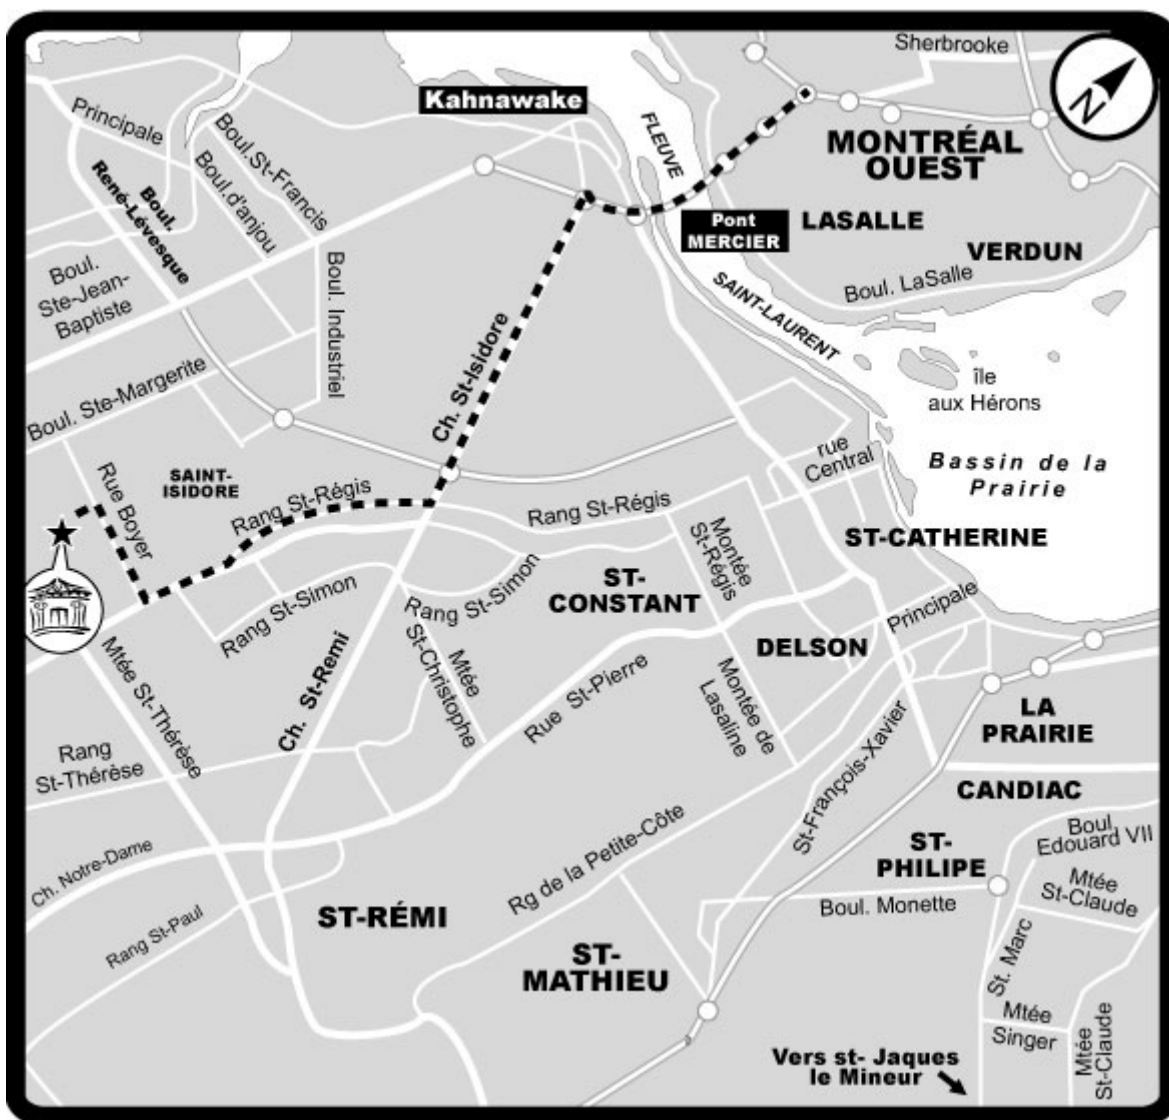 Sherbrooke
N
Kahnawake
FLEUVE
Principale
Boul.St-Francis
MONTRÉAL
OUEST
Boul.
René-Lévesque
Boul.d'anjou
Pont
MERCIER
LASALLE
VERDUN
Boul.
Ste-Jean-
Baptiste
Boul. Industriel
Boul. LaSalle
SAINT-LAURENT
Ch. St-Isidore
Boul. Ste-Margerite
île
aux Hérons
rue
Central
Bassin de la
Prairie
Rue Boyer
SAINT-
ISIDORE
Rang St-Régis
Rang St-Régis
Montée
St-Régis
ST-CATHERINE
Rang St-Simon
Rang St-Simon
ST-
CONSTANT
Principale
Mtée St-Thérèse
Ch. St-Remi
Mtée
St-Christophe
Rue St-Pierre
DELSON
Montée de
Lasaline
Rang
St-Thérèse
St-François-Xavier
LA
PRAIRIE
CANDIAC
Ch. Notre-Dame
Rg de la Petite-Côte
ST-
PHILIPE
Boul.
Edouard VII
Mtée
St-Claude
Boul. Monette
Rang St-Paul
ST-RÉMI
ST-
MATHIEU
St. Marc
Mtée
Singer
Mtée
St-Claude
Vers st- Jaques
le Mineur